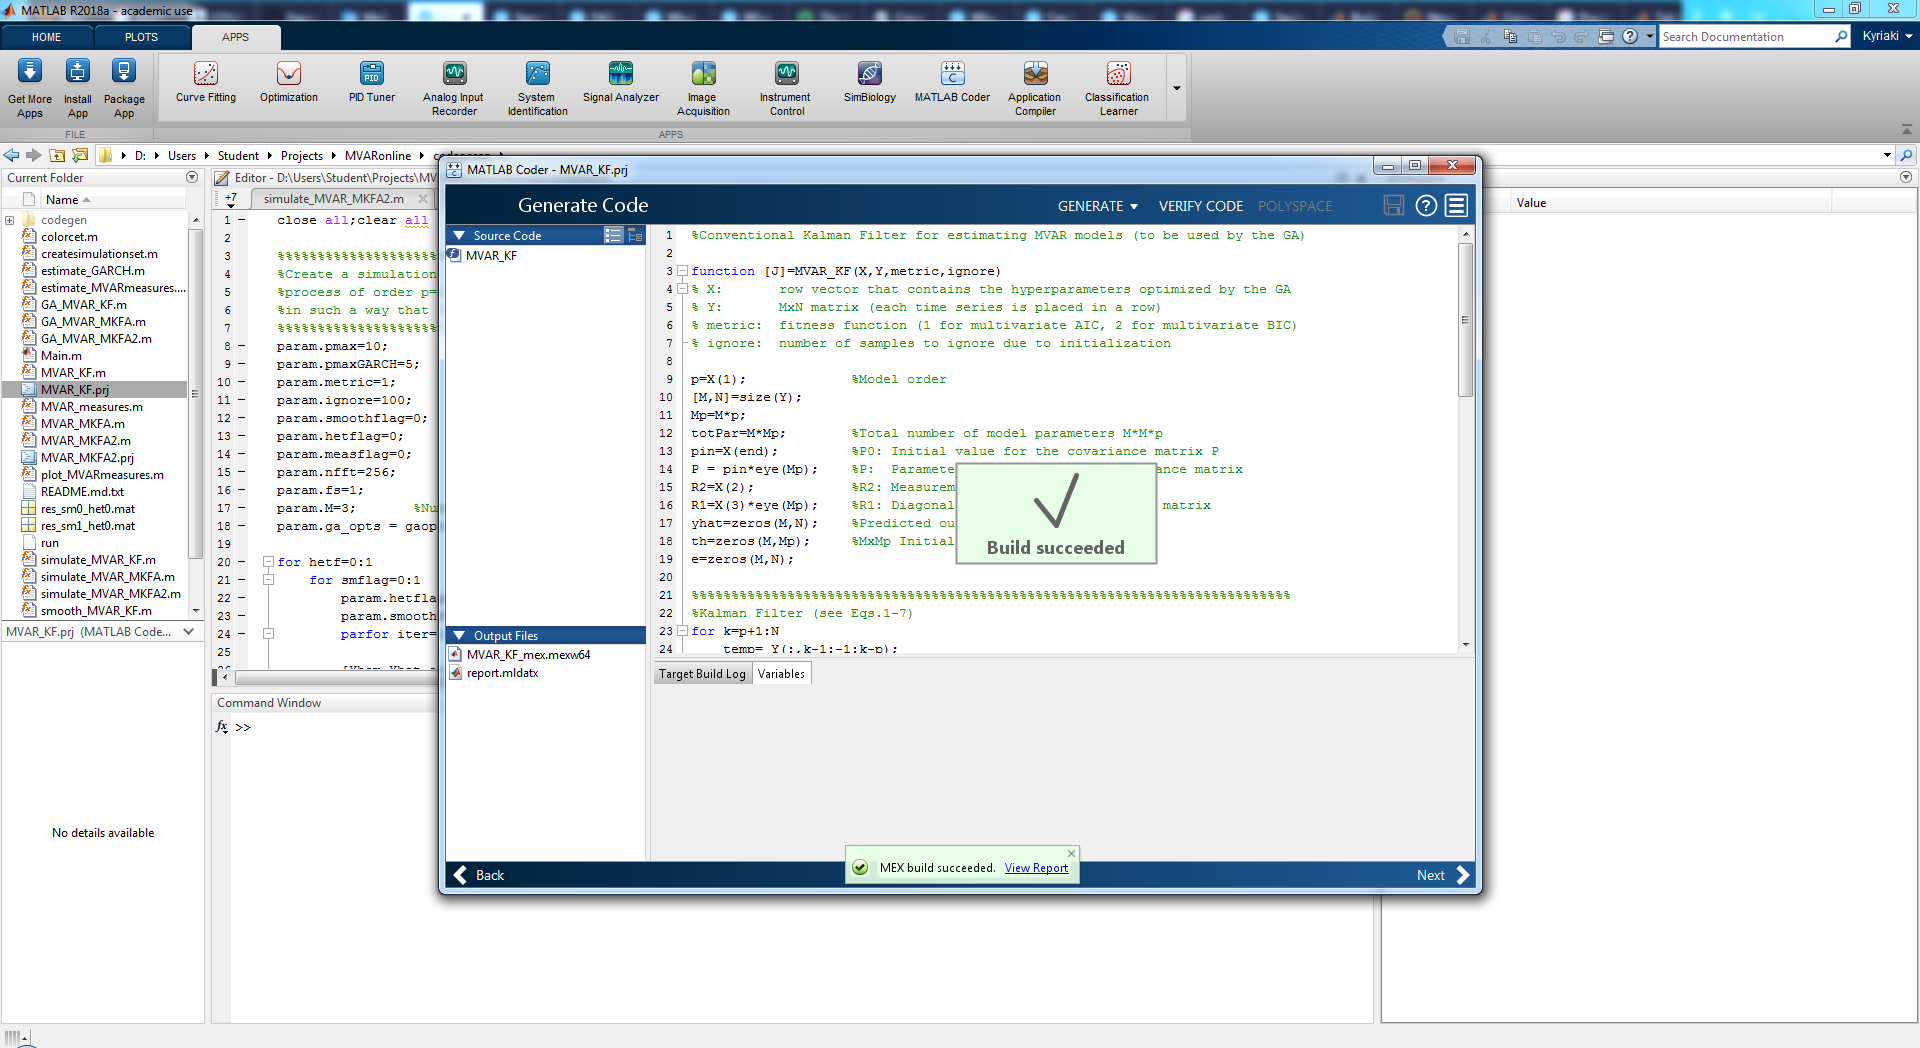 MATLAB R2018a - academic use
HOME PLOTS APPS
Search Documentation
Kyriaki
Get More Apps
Install App
Package App
Curve Fitting
Optimization
PID Tuner
Analog Input Recorder
System Identification
Signal Analyzer
Image Acquisition
Instrument Control
SimBiology
MATLAB Coder
Application Compiler
Classification Learner
FILE
APPS
D: Users Student Projects MVARonline
Current Folder
Name
codegen
colorcet.m
createsimulationset.m
estimate_GARCH.m
estimate_MVARmeasures....
GA_MVAR_KF.m
GA_MVAR_MKFA.m
GA_MVAR_MKFA2.m
Main.m
MVAR_KF.m
MVAR_KF.prj
MVAR_measures.m
MVAR_MKFA.m
MVAR_MKFA2.m
MVAR_MKFA2.prj
plot_MVARmeasures.m
README.md.txt
res_sm0_het0.mat
res_sm1_het0.mat
run
simulate_MVAR_KF.m
simulate_MVAR_MKFA.m
simulate_MVAR_MKFA2.m
smooth_MVAR_KF.m
MVAR_KF.prj (MATLAB Code...
No details available
Editor - D:\Users\Student\Projects\MV
+7
simulate_MVAR_MKFA2.m
1 close all;clear all
2
3 %%%%%%%%%%%%%%%%%%%%
4 %Create a simulation
5 %process of order p=
6 %in such a way that
7 %%%%%%%%%%%%%%%%%%%%
8 param.pmax=10;
9 param.pmaxGARCH=5;
10 param.metric=1;
11 param.ignore=100;
12 param.smoothflag=0;
13 param.hetflag=0;
14 param.measflag=0;
15 param.nfft=256;
16 param.fs=1;
17 param.M=3; %Nu
18 param.ga_opts = gaop
19
20 for hetf=0:1
21 for smflag=0:1
22 param.hetfla
23 param.smooth
24 parfor iter=
25
Command Window
fx >>
MATLAB Coder - MVAR_KF.prj
Generate Code
GENERATE VERIFY CODE POLYSPACE
Source Code
MVAR_KF
Output Files
MVAR_KF_mex.mexw64
report.mldatx
1 %Conventional Kalman Filter for estimating MVAR models (to be used by the GA)
2
3 function [J]=MVAR_KF(X,Y,metric,ignore)
4 % X: row vector that contains the hyperparameters optimized by the GA
5 % Y: MxN matrix (each time series is placed in a row)
6 % metric: fitness function (1 for multivariate AIC, 2 for multivariate BIC)
7 % ignore: number of samples to ignore due to initialization
8
9 p=X(1); %Model order
10 [M,N]=size(Y);
11 Mp=M*p;
12 totPar=M*Mp; %Total number of model parameters M*M*p
13 pin=X(end); %P0: Initial value for the covariance matrix P
14 P = pin*eye(Mp); %P: Paramete ance matrix
15 R2=X(2); %R2: Measurem
16 R1=X(3)*eye(Mp); %R1: Diagonal matrix
17 yhat=zeros(M,N); %Predicted ou
18 th=zeros(M,Mp); %MxMp Initial
19 e=zeros(M,N);
20
21 %%%%%%%%%%%%%%%%%%%%%%%%%%%%%%%%%%%%%%%%%%%%%%%%%%%%%%%%%%%%%%%%%%%%%%%%%%%
22 %Kalman Filter (see Eqs.1-7)
23 for k=p+1:N
24 temp= Y(:,k-1:-1:k-p);
Build succeeded
Target Build Log Variables
MEX build succeeded. View Report
Back
Next
Value